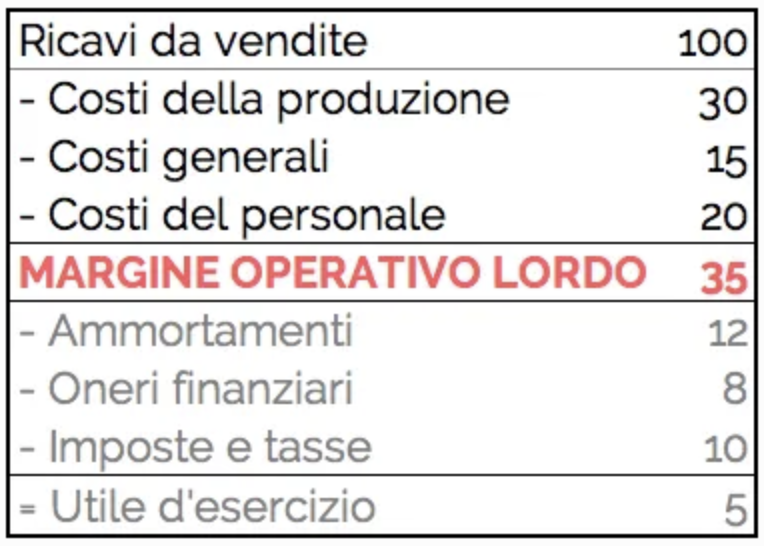 Ricavi da vendite 100
- Costi della produzione 30
- Costi generali 15
- Costi del personale 20
MARGINE OPERATIVO LORDO 35
- Ammortamenti 12
- Oneri finanziari 8
- Imposte e tasse 10
= Utile d'esercizio 5